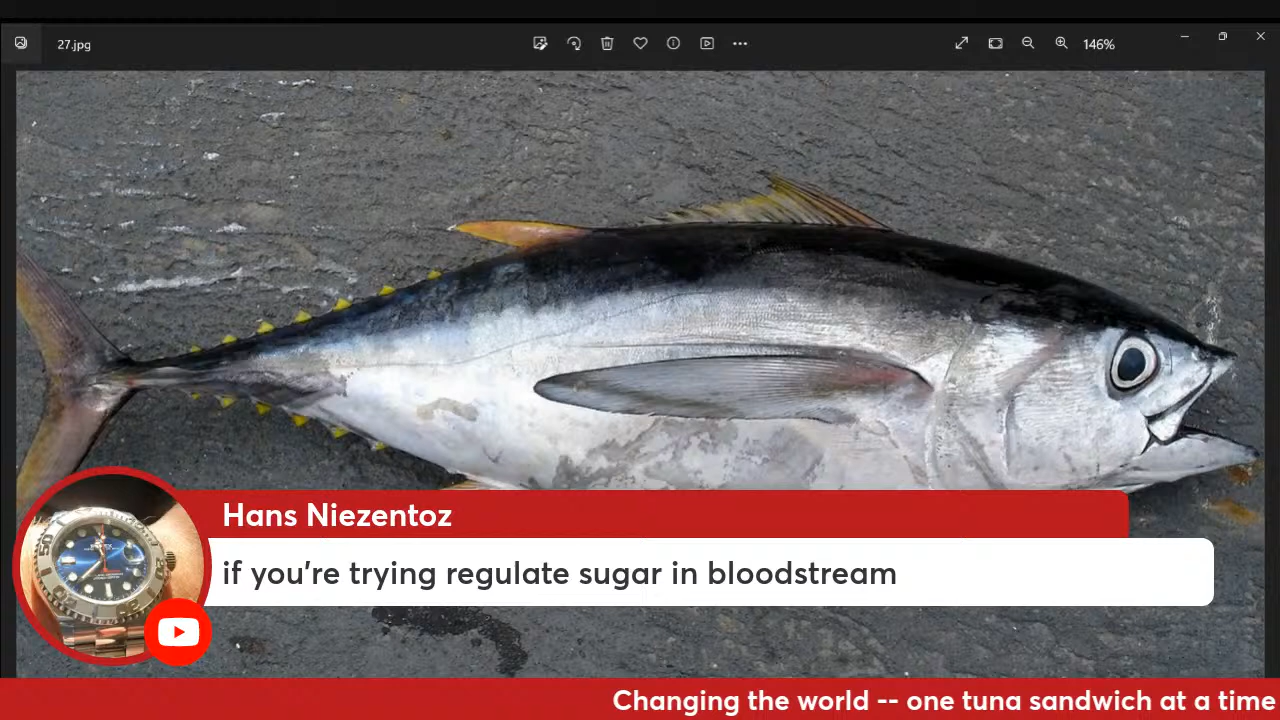 27.jpg
146%
Hans Niezentoz
if you're trying regulate sugar in bloodstream
Changing the world -- one tuna sandwich at a time